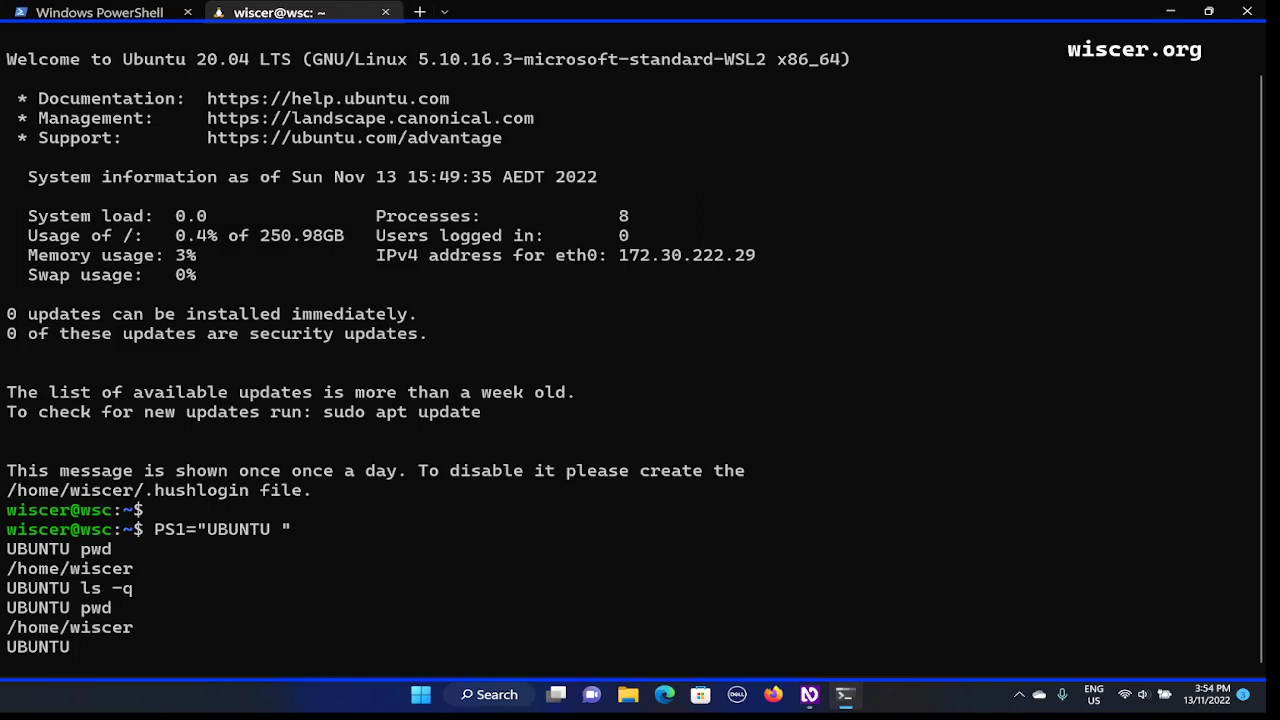 Windows PowerShell
wiscer@wsc: ~
wiscer.org
Welcome to Ubuntu 20.04 LTS (GNU/Linux 5.10.16.3-microsoft-standard-WSL2 x86_64)
* Documentation: https://help.ubuntu.com
* Management: https://landscape.canonical.com
* Support: https://ubuntu.com/advantage
System information as of Sun Nov 13 15:49:35 AEDT 2022
System load: 0.0 Processes: 8
Usage of /: 0.4% of 250.98GB Users logged in: 0
Memory usage: 3% IPv4 address for eth0: 172.30.222.29
Swap usage: 0%
0 updates can be installed immediately.
0 of these updates are security updates.
The list of available updates is more than a week old.
To check for new updates run: sudo apt update
This message is shown once once a day. To disable it please create the
/home/wiscer/.hushlogin file.
wiscer@wsc:~$
wiscer@wsc:~$ PS1="UBUNTU "
UBUNTU pwd
/home/wiscer
UBUNTU ls -q
UBUNTU pwd
/home/wiscer
UBUNTU
Search
DELL
ENG
US
3:54 PM
13/11/2022
3